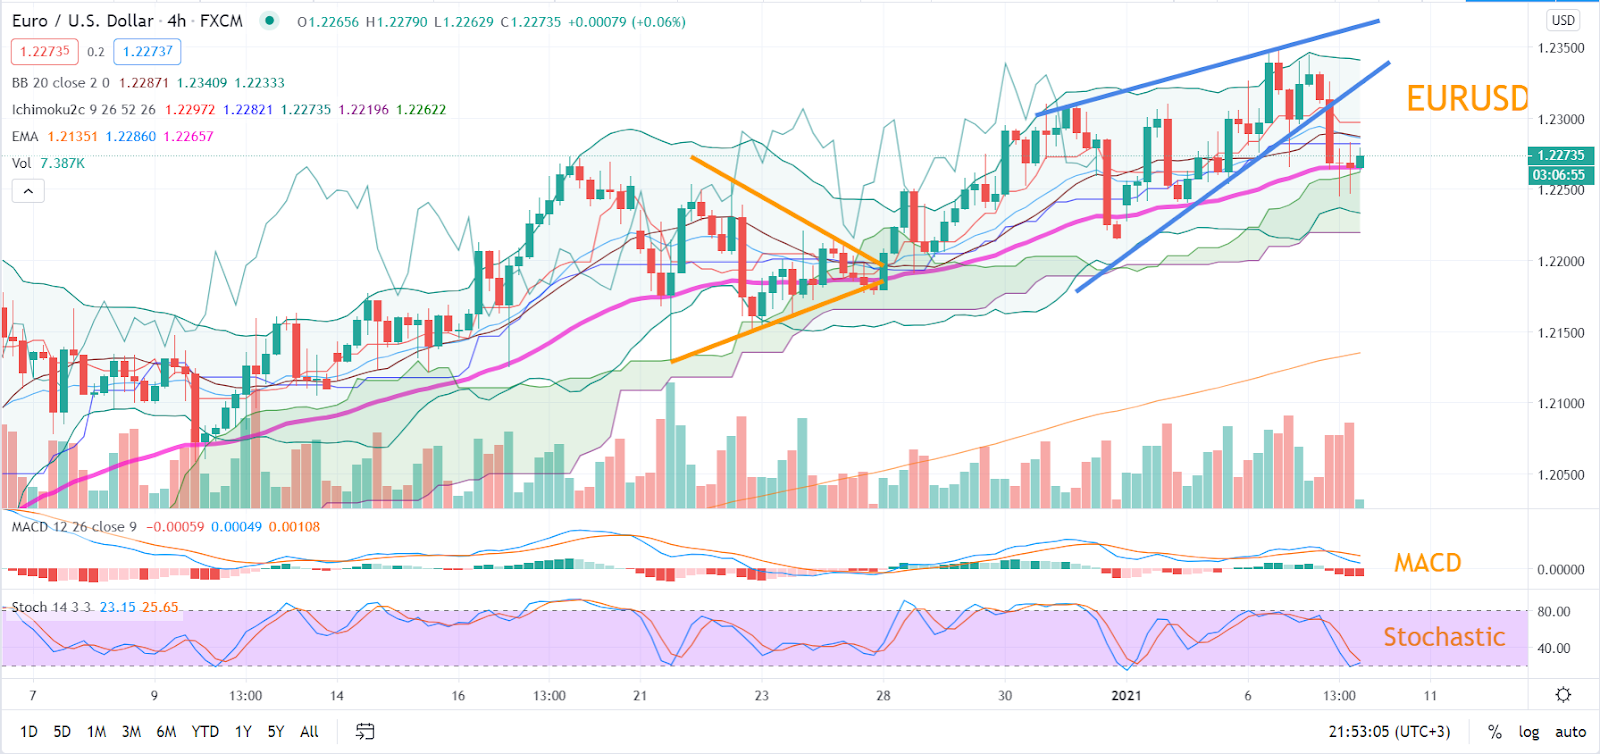 Euro / U.S. Dollar · 4h · FXCM O1.22656 H1.22790 L1.22629 C1.22735 +0.00079 (+0.06%)
1.22735 0.2 1.22737
BB 20 close 2 0 1.22871 1.23409 1.22333
Ichimoku2c 9 26 52 26 1.22972 1.22821 1.22735 1.22196 1.22622
EMA 1.21351 1.22860 1.22657
Vol 7.387K
USD
1.23500
EURUSD
1.23000
1.22735
03:06:55
1.22500
1.22000
1.21500
1.21000
1.20500
MACD 12 26 close 9 −0.00059 0.00049 0.00108
MACD
0.00000
Stoch 14 3 3 23.15 25.65
80.00
Stochastic
40.00
7 9 13:00 14 16 13:00 21 23 28 30 2021 6 13:00 11
1D 5D 1M 3M 6M YTD 1Y 5Y All 21:53:05 (UTC+3) % log auto